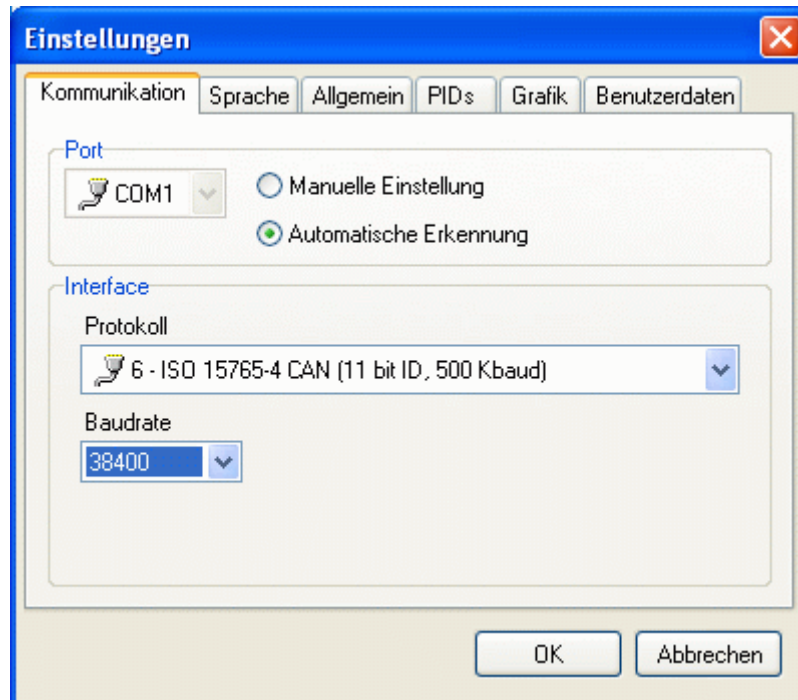 Einstellungen
Kommunikation Sprache Allgemein PIDs Grafik Benutzerdaten
Port
COM1
Manuelle Einstellung
Automatische Erkennung
Interface
Protokoll
6 - ISO 15765-4 CAN (11 bit ID, 500 Kbaud)
Baudrate
38400
OK Abbrechen